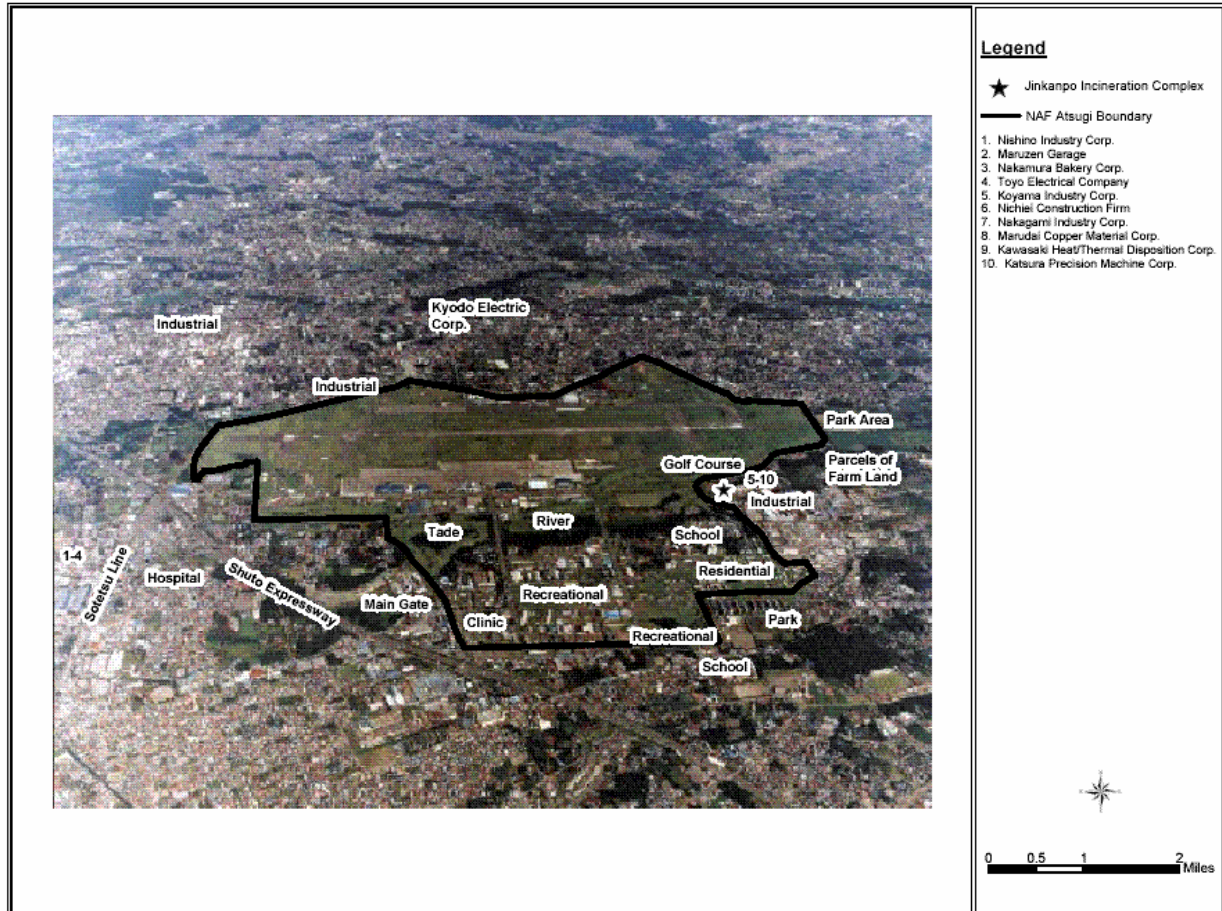 Legend
Jinkanpo Incineration Complex
NAF Atsugi Boundary
1. Nishino Industry Corp.
2. Maruzen Garage
3. Nakamura Bakery Corp.
4. Toyo Electrical Company
5. Koyama Industry Corp.
6. Nichiei Construction Firm
7. Nakagami Industry Corp.
8. Marudai Copper Material Corp.
9. Kawasaki Heat/Thermal Disposition Corp.
10. Katsura Precision Machine Corp.
Kyodo Electric
Corp.
Industrial
Industrial
Park Area
Golf Course
Parcels of
Farm Land
5-10
Industrial
Tade
River
School
1-4
Sotetsu Line
Hospital
Shuto Expressway
Residential
Main Gate
Recreational
Clinic
Park
Recreational
School
0 0.5 1 2
Miles